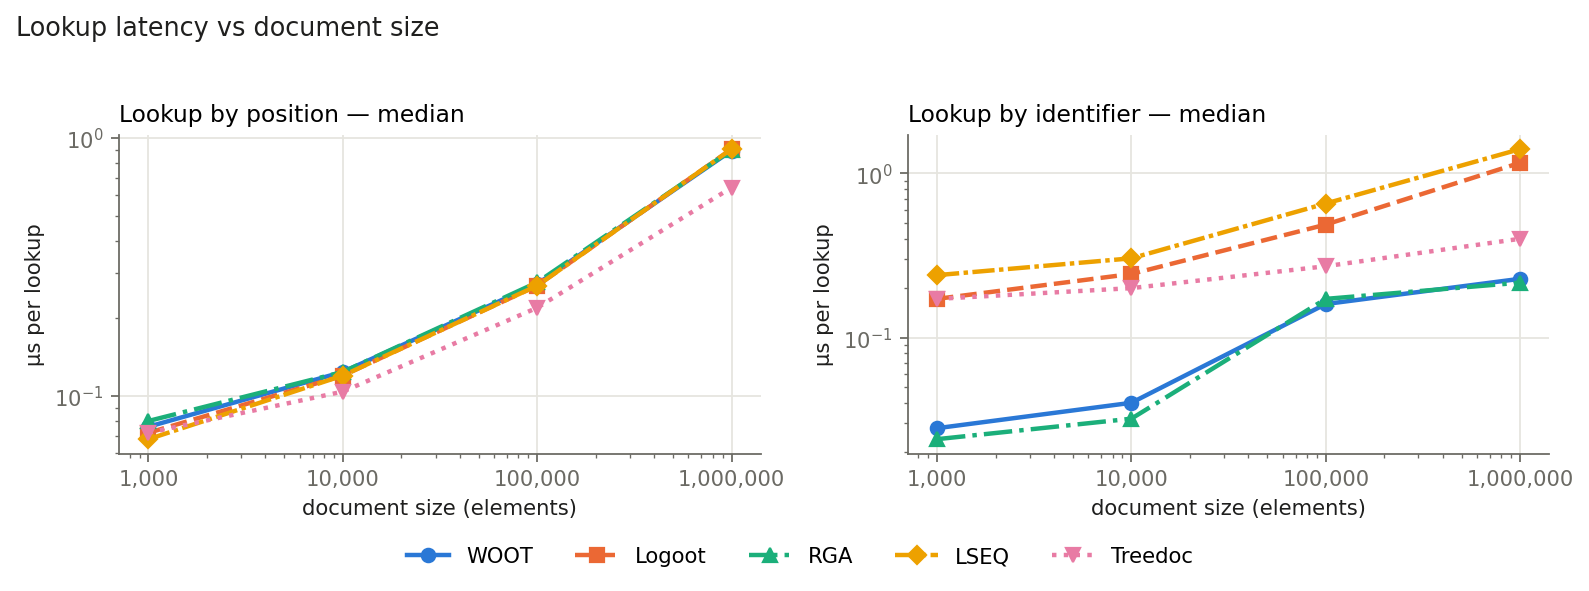 Lookup latency vs document size
Lookup by position — median
10⁰
10⁻¹
µs per lookup
1,000 10,000 100,000 1,000,000
document size (elements)
Lookup by identifier — median
10⁰
10⁻¹
µs per lookup
1,000 10,000 100,000 1,000,000
document size (elements)
WOOT Logoot RGA LSEQ Treedoc